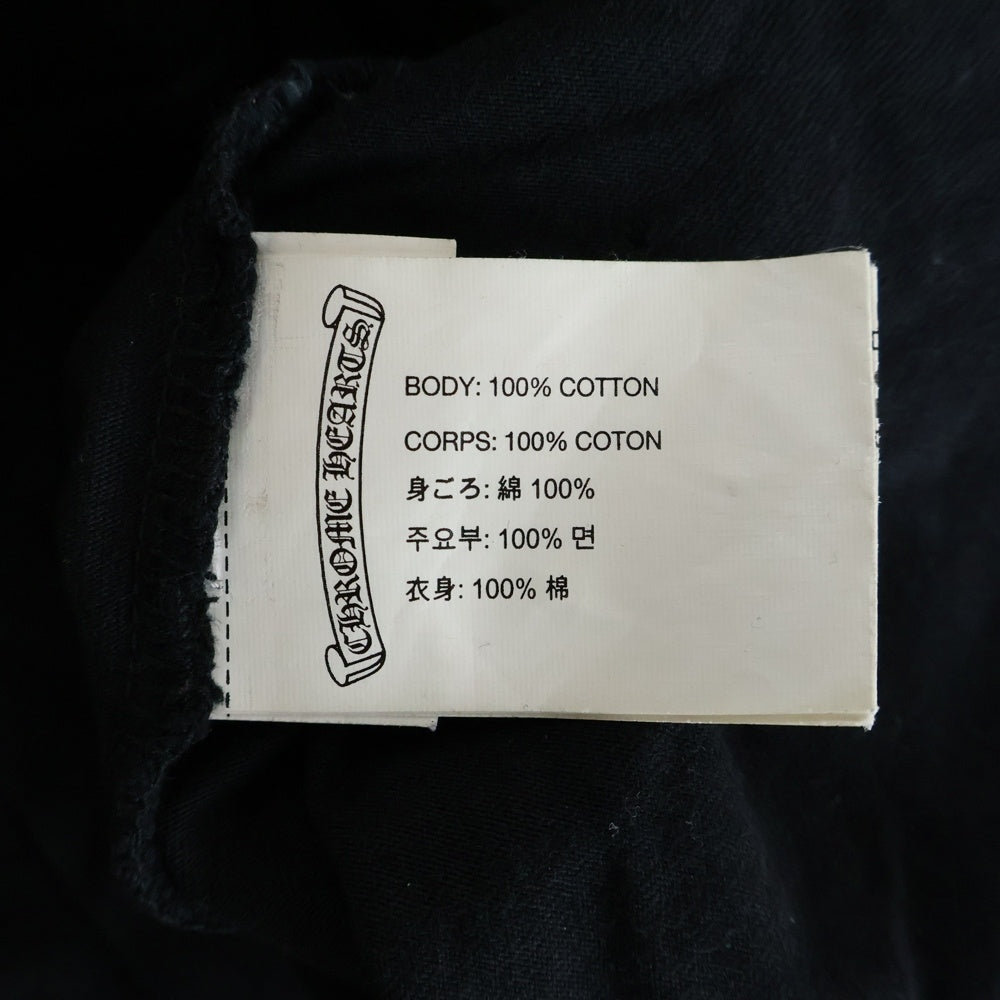 CHROME HEARTS
BODY: 100% COTTON
CORPS: 100% COTON
身ごろ: 綿 100%
주요부: 100% 면
衣身: 100% 棉